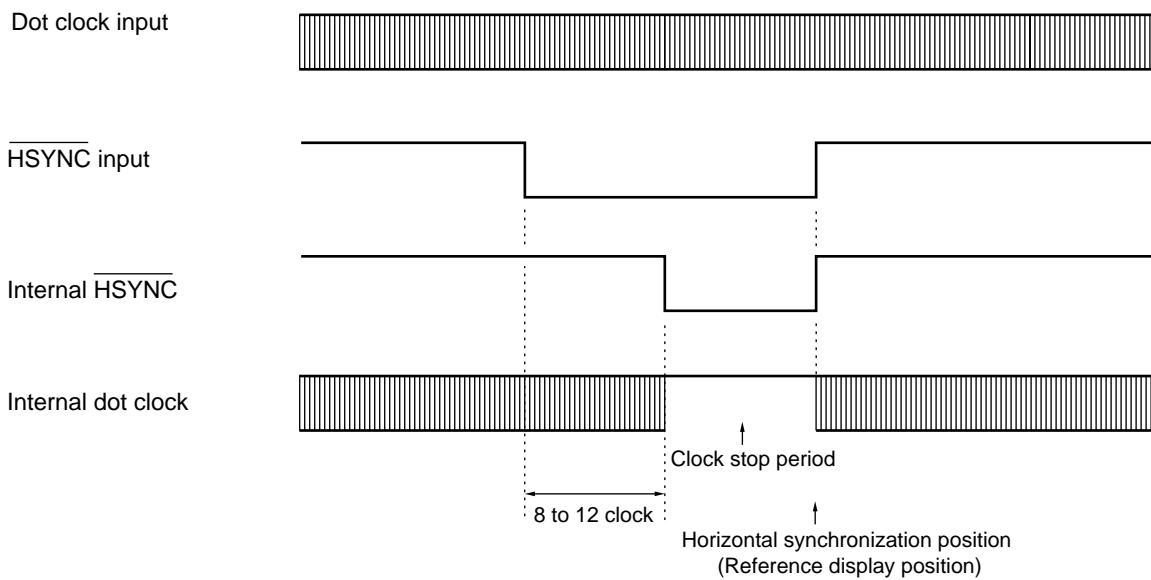 Dot clock input
HSYNC input
Internal HSYNC
Internal dot clock
Clock stop period
8 to 12 clock
Horizontal synchronization position
(Reference display position)